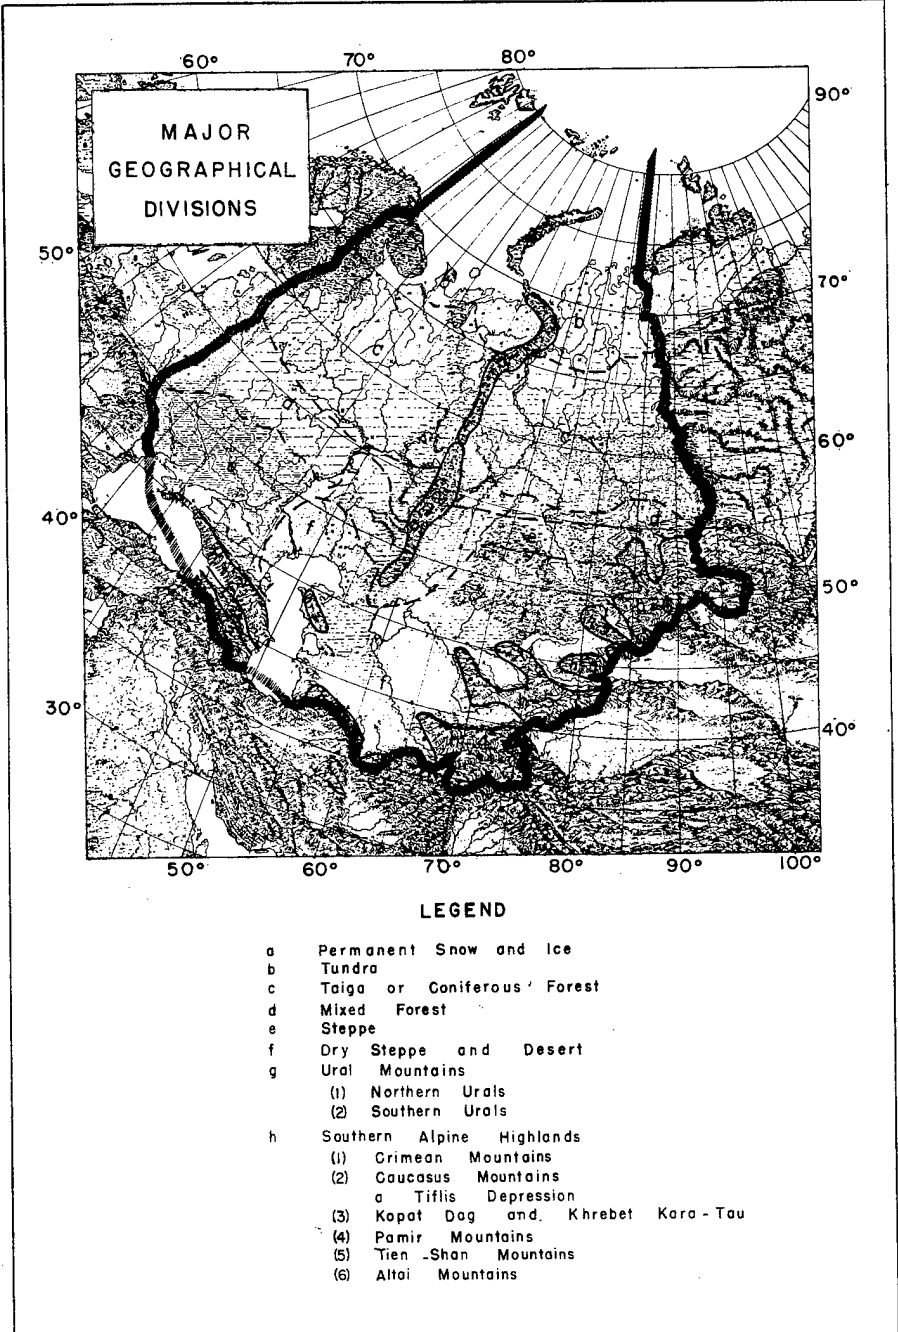 60° 70° 80°
90°
MAJOR
GEOGRAPHICAL
DIVISIONS
50°
70°
b
c
d
60°
c
e
40°
f
d
50°
30°
40°
50° 60° 70° 80° 90° 100°
LEGEND
a Permanent Snow and Ice
b Tundra
c Taiga or Coniferous Forest
d Mixed Forest
e Steppe
f Dry Steppe and Desert
g Ural Mountains
(1) Northern Urals
(2) Southern Urals
h Southern Alpine Highlands
(1) Crimean Mountains
(2) Caucasus Mountains
a Tiflis Depression
(3) Kopat Dag and Khrebet Kara-Tau
(4) Pamir Mountains
(5) Tien-Shan Mountains
(6) Altai Mountains